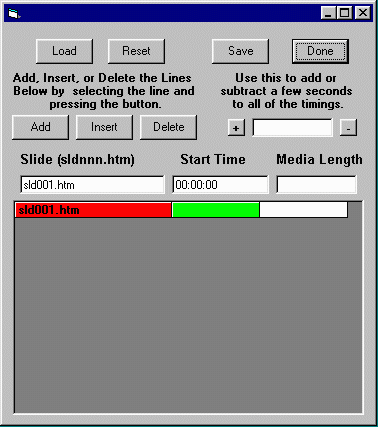 Load Reset Save Done
Add, Insert, or Delete the Lines
Below by selecting the line and
pressing the button.
Use this to add or
subtract a few seconds
to all of the timings.
Add Insert Delete + -
Slide (sldnnn.htm) Start Time Media Length
sld001.htm 00:00:00
sld001.htm